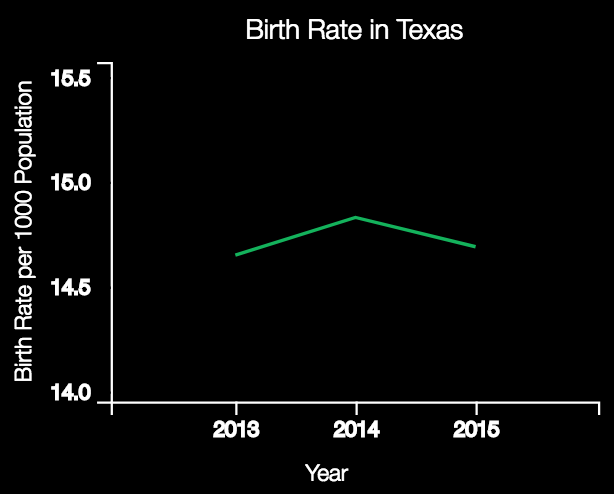 Birth Rate in Texas
Birth Rate per 1000 Population
15.5
15.0
14.5
14.0
2013
2014
2015
Year